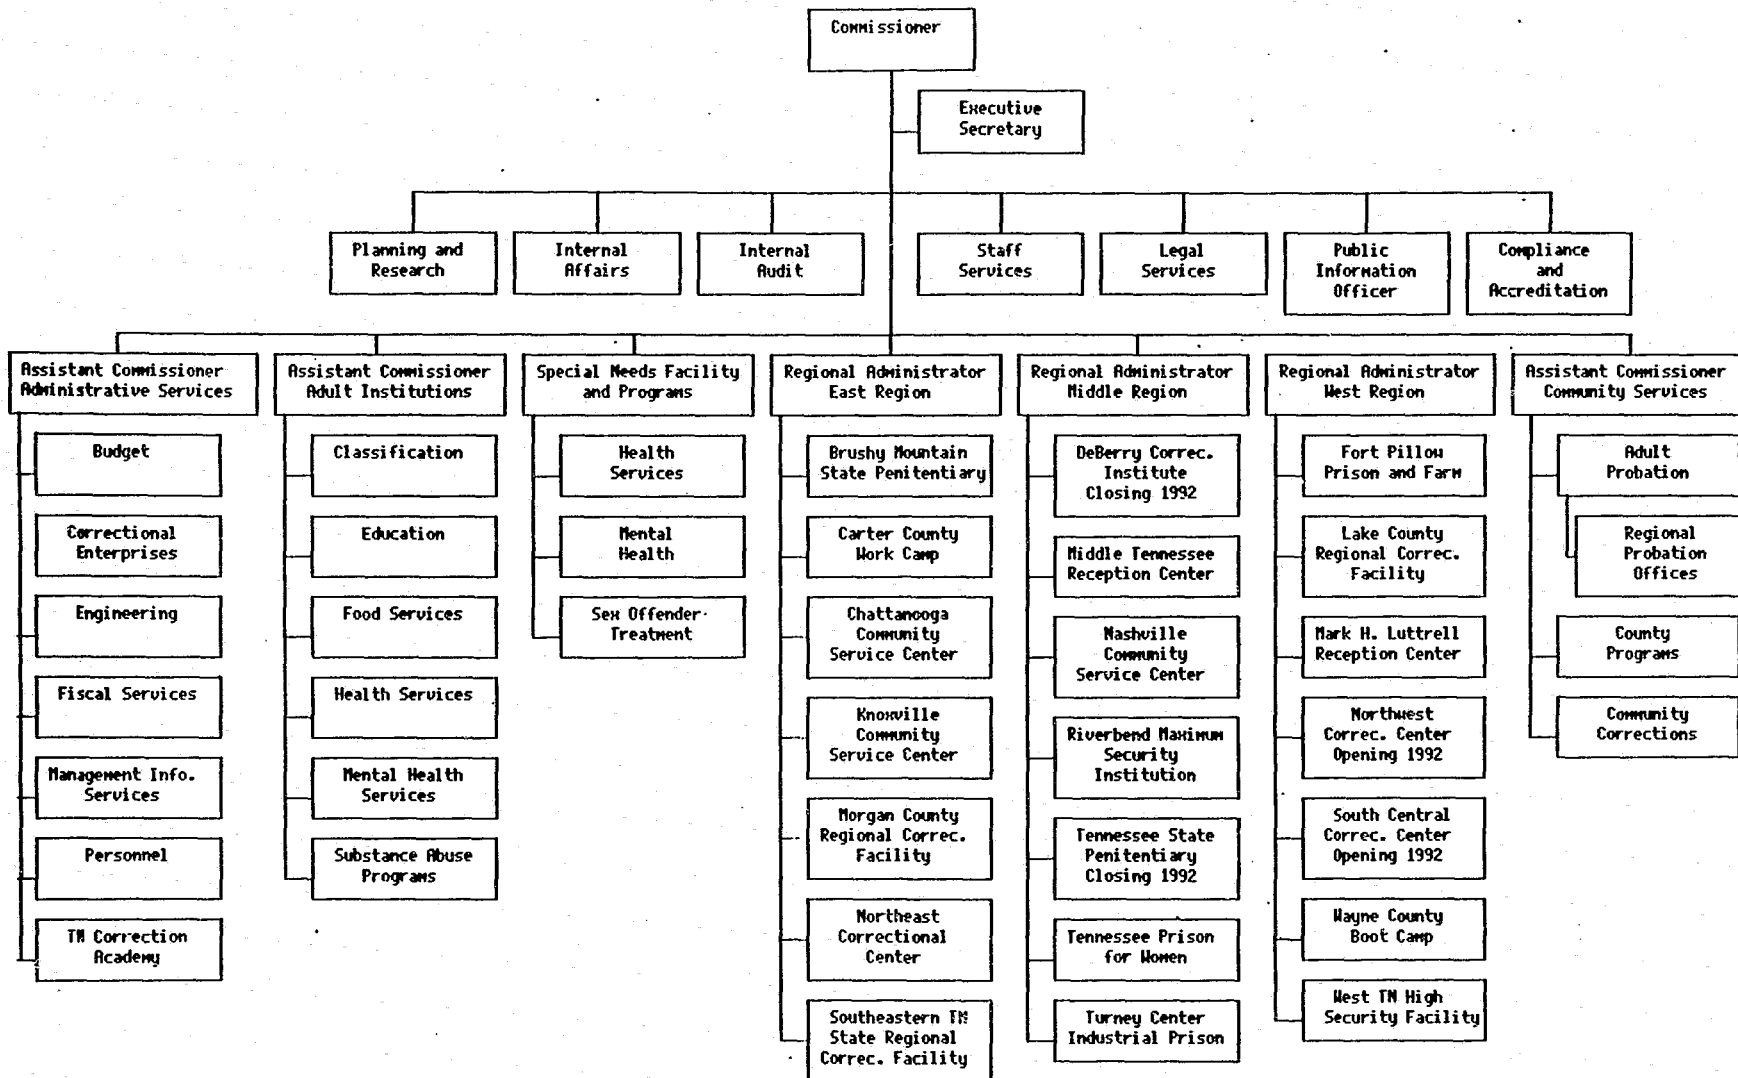 Commissioner
Executive
Secretary
Planning and
Research
Internal
Affairs
Internal
Audit
Staff
Services
Legal
Services
Public
Information
Officer
Compliance
and
Accreditation
Assistant Commissioner
Administrative Services
Budget
Correctional
Enterprises
Engineering
Fiscal Services
Management Info.
Services
Personnel
TN Correction
Academy
Assistant Commissioner
Adult Institutions
Classification
Education
Food Services
Health Services
Mental Health
Services
Substance Abuse
Programs
Special Needs Facility
and Programs
Health
Services
Mental
Health
Sex Offender
Treatment
Regional Administrator
East Region
Brushy Mountain
State Penitentiary
Carter County
Work Camp
Chattanooga
Community
Service Center
Knoxville
Community
Service Center
Morgan County
Regional Correc.
Facility
Northeast
Correctional
Center
Southeastern TN
State Regional
Correc. Facility
Regional Administrator
Middle Region
DeBerry Correc.
Institute
Closing 1992
Middle Tennessee
Reception Center
Nashville
Community
Service Center
Riverbend Maximum
Security
Institution
Tennessee State
Penitentiary
Closing 1992
Tennessee Prison
for Women
Turney Center
Industrial Prison
Regional Administrator
West Region
Fort Pillow
Prison and Farm
Lake County
Regional Correc.
Facility
Mark H. Luttrell
Reception Center
Northwest
Correc. Center
Opening 1992
South Central
Correc. Center
Opening 1992
Wayne County
Boot Camp
West TN High
Security Facility
Assistant Commissioner
Community Services
Adult
Probation
Regional
Probation
Offices
County
Programs
Community
Corrections